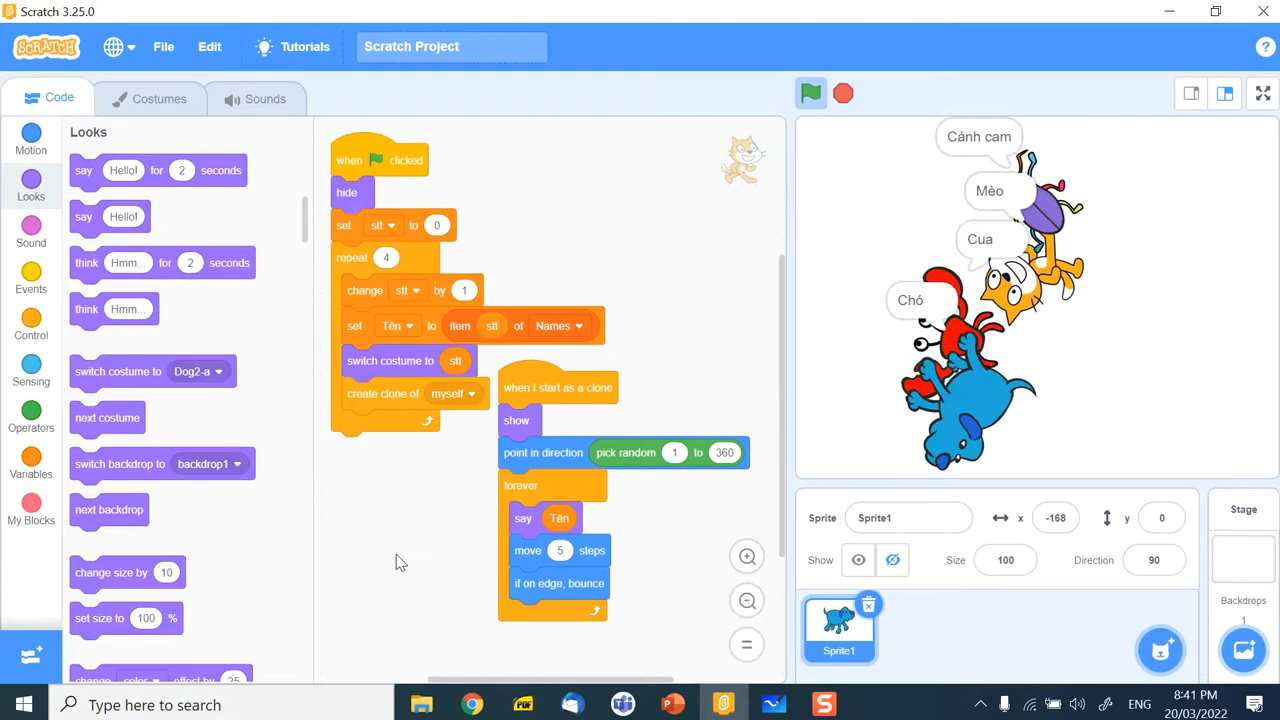 Scratch 3.25.0
SCRATCH
File
Edit
Tutorials
Scratch Project
?
Code
Costumes
Sounds
Motion
Looks
Sound
Events
Control
Sensing
Operators
Variables
My Blocks
Looks
say Hello! for 2 seconds
say Hello!
think Hmm... for 2 seconds
think Hmm...
switch costume to Dog2-a
next costume
switch backdrop to backdrop1
next backdrop
change size by 10
set size to 100 %
change color effect by 25
when clicked
hide
set stt to 0
repeat 4
change stt by 1
set Tên to item stt of Names
switch costume to stt
create clone of myself
when I start as a clone
show
point in direction pick random 1 to 360
forever
say Tên
move 5 steps
if on edge, bounce
Cánh cam
Mèo
Cua
Chó
Sprite
Sprite1
x
-168
y
0
Show
Size
100
Direction
90
Sprite1
Stage
Backdrops
1
Type here to search
PDF
S
ENG
8:41 PM
20/03/2022